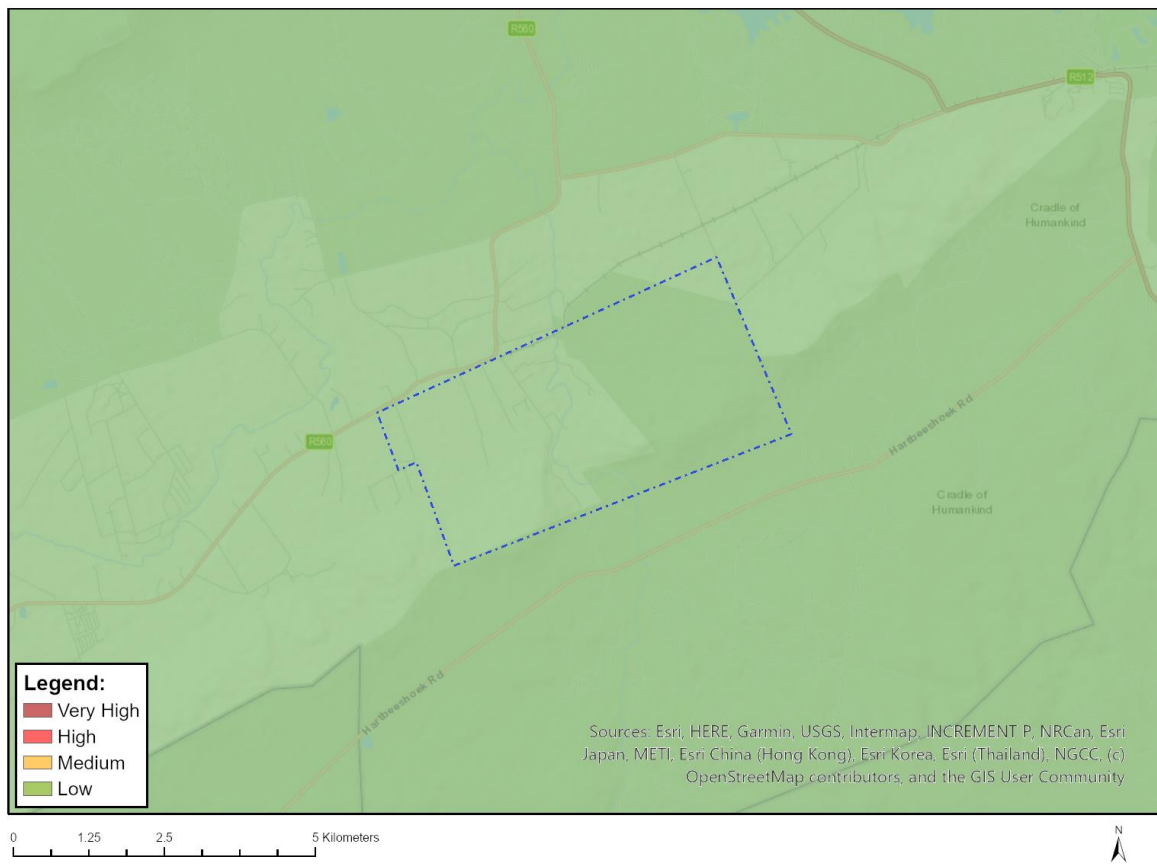 R560
R512
Cradle of
Humankind
Hartbeeshoek Rd
R560
Cradle of
Humankind
Hartbeeshoek Rd
Legend:
Very High
High
Medium
Low
Sources: Esri, HERE, Garmin, USGS, Intermap, INCREMENT P, NRCan, Esri
Japan, METI, Esri China (Hong Kong), Esri Korea, Esri (Thailand), NGCC, (c)
OpenStreetMap contributors, and the GIS User Community
0 1.25 2.5 5 Kilometers
N